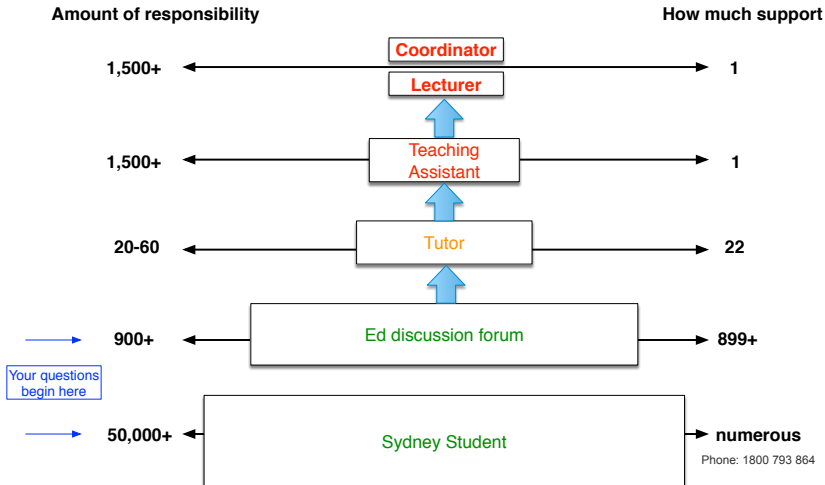 Amount of responsibility
How much support
Coordinator
1,500+
1
Lecturer
Teaching
Assistant
1,500+
1
20-60
Tutor
22
900+
Ed discussion forum
899+
Your questions
begin here
50,000+
Sydney Student
numerous
Phone: 1800 793 864